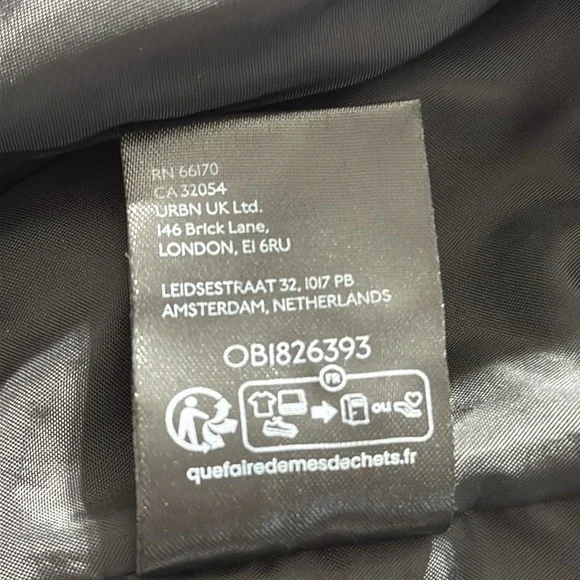 RN 66170
CA 32054
URBN UK Ltd.
146 Brick Lane,
LONDON, E1 6RU
LEIDSESTRAAT 32, 1017 PB
AMSTERDAM, NETHERLANDS
OB1826393
FR
ou
quefairedemesdechets.fr